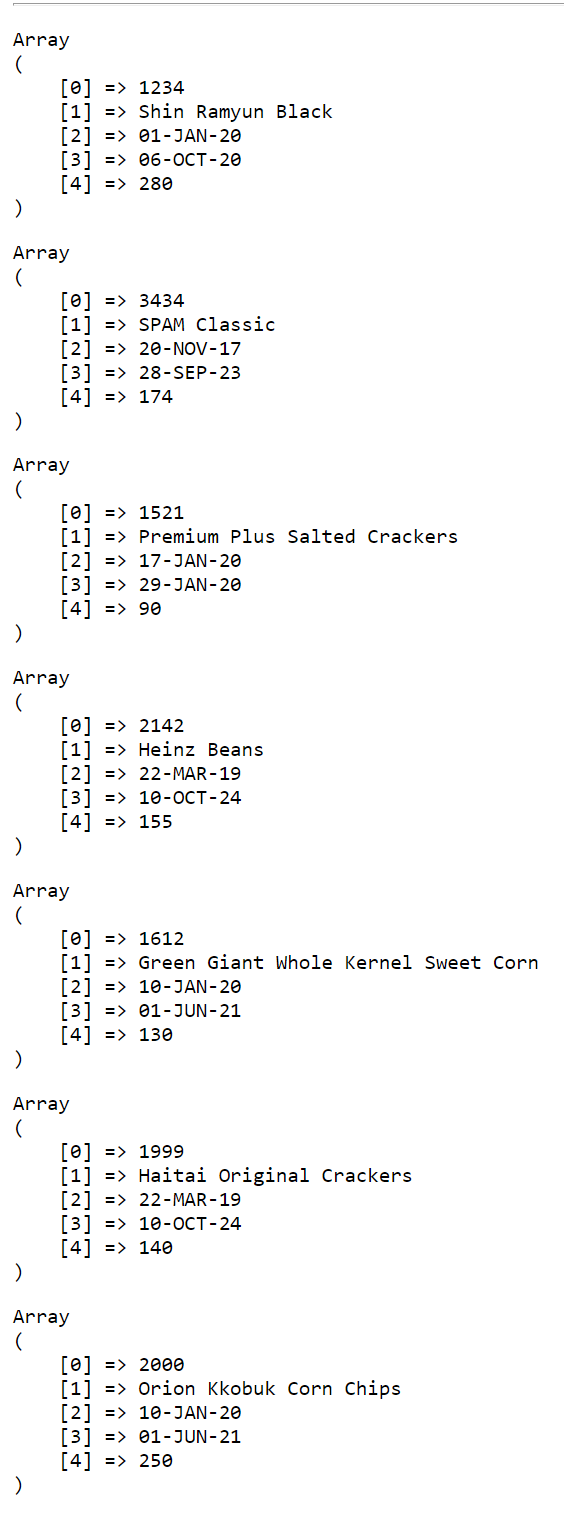 Array
(
    [0] => 1234
    [1] => Shin Ramyun Black
    [2] => 01-JAN-20
    [3] => 06-OCT-20
    [4] => 280
)
Array
(
    [0] => 3434
    [1] => SPAM Classic
    [2] => 20-NOV-17
    [3] => 28-SEP-23
    [4] => 174
)
Array
(
    [0] => 1521
    [1] => Premium Plus Salted Crackers
    [2] => 17-JAN-20
    [3] => 29-JAN-20
    [4] => 90
)
Array
(
    [0] => 2142
    [1] => Heinz Beans
    [2] => 22-MAR-19
    [3] => 10-OCT-24
    [4] => 155
)
Array
(
    [0] => 1612
    [1] => Green Giant Whole Kernel Sweet Corn
    [2] => 10-JAN-20
    [3] => 01-JUN-21
    [4] => 130
)
Array
(
    [0] => 1999
    [1] => Haitai Original Crackers
    [2] => 22-MAR-19
    [3] => 10-OCT-24
    [4] => 140
)
Array
(
    [0] => 2000
    [1] => Orion Kkobuk Corn Chips
    [2] => 10-JAN-20
    [3] => 01-JUN-21
    [4] => 250
)